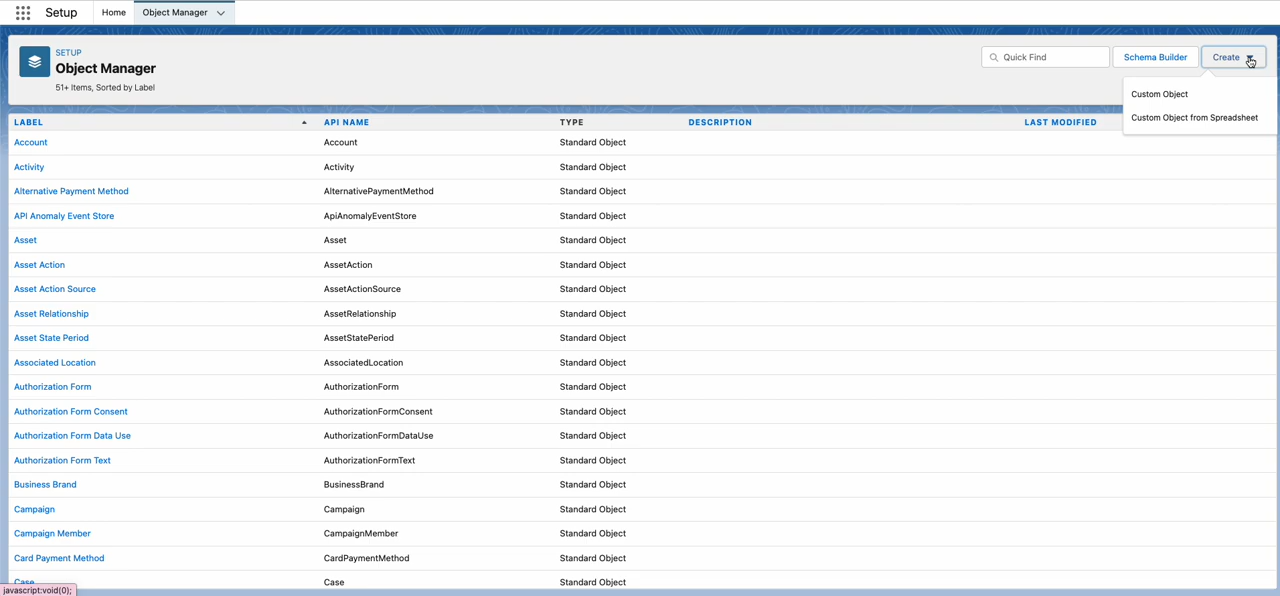 Setup Home Object Manager
SETUP
Object Manager
51+ Items, Sorted by Label
Quick Find Schema Builder Create
Custom Object
Custom Object from Spreadsheet
LABEL API NAME TYPE DESCRIPTION LAST MODIFIED
Account Account Standard Object
Activity Activity Standard Object
Alternative Payment Method AlternativePaymentMethod Standard Object
API Anomaly Event Store ApiAnomalyEventStore Standard Object
Asset Asset Standard Object
Asset Action AssetAction Standard Object
Asset Action Source AssetActionSource Standard Object
Asset Relationship AssetRelationship Standard Object
Asset State Period AssetStatePeriod Standard Object
Associated Location AssociatedLocation Standard Object
Authorization Form AuthorizationForm Standard Object
Authorization Form Consent AuthorizationFormConsent Standard Object
Authorization Form Data Use AuthorizationFormDataUse Standard Object
Authorization Form Text AuthorizationFormText Standard Object
Business Brand BusinessBrand Standard Object
Campaign Campaign Standard Object
Campaign Member CampaignMember Standard Object
Card Payment Method CardPaymentMethod Standard Object
Case Case Standard Object
javascript:void(0);